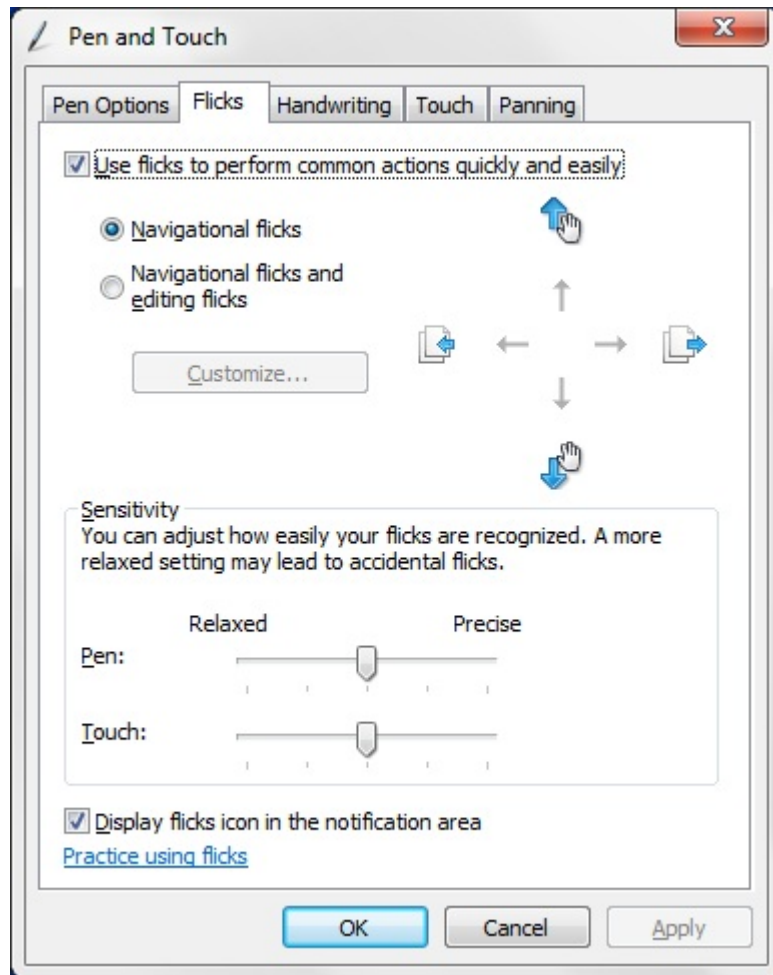 Pen and Touch
Pen Options Flicks Handwriting Touch Panning
Use flicks to perform common actions quickly and easily
Navigational flicks
Navigational flicks and
editing flicks
Customize...
Sensitivity
You can adjust how easily your flicks are recognized. A more
relaxed setting may lead to accidental flicks.
Relaxed Precise
Pen:
Touch:
Display flicks icon in the notification area
Practice using flicks
OK Cancel Apply